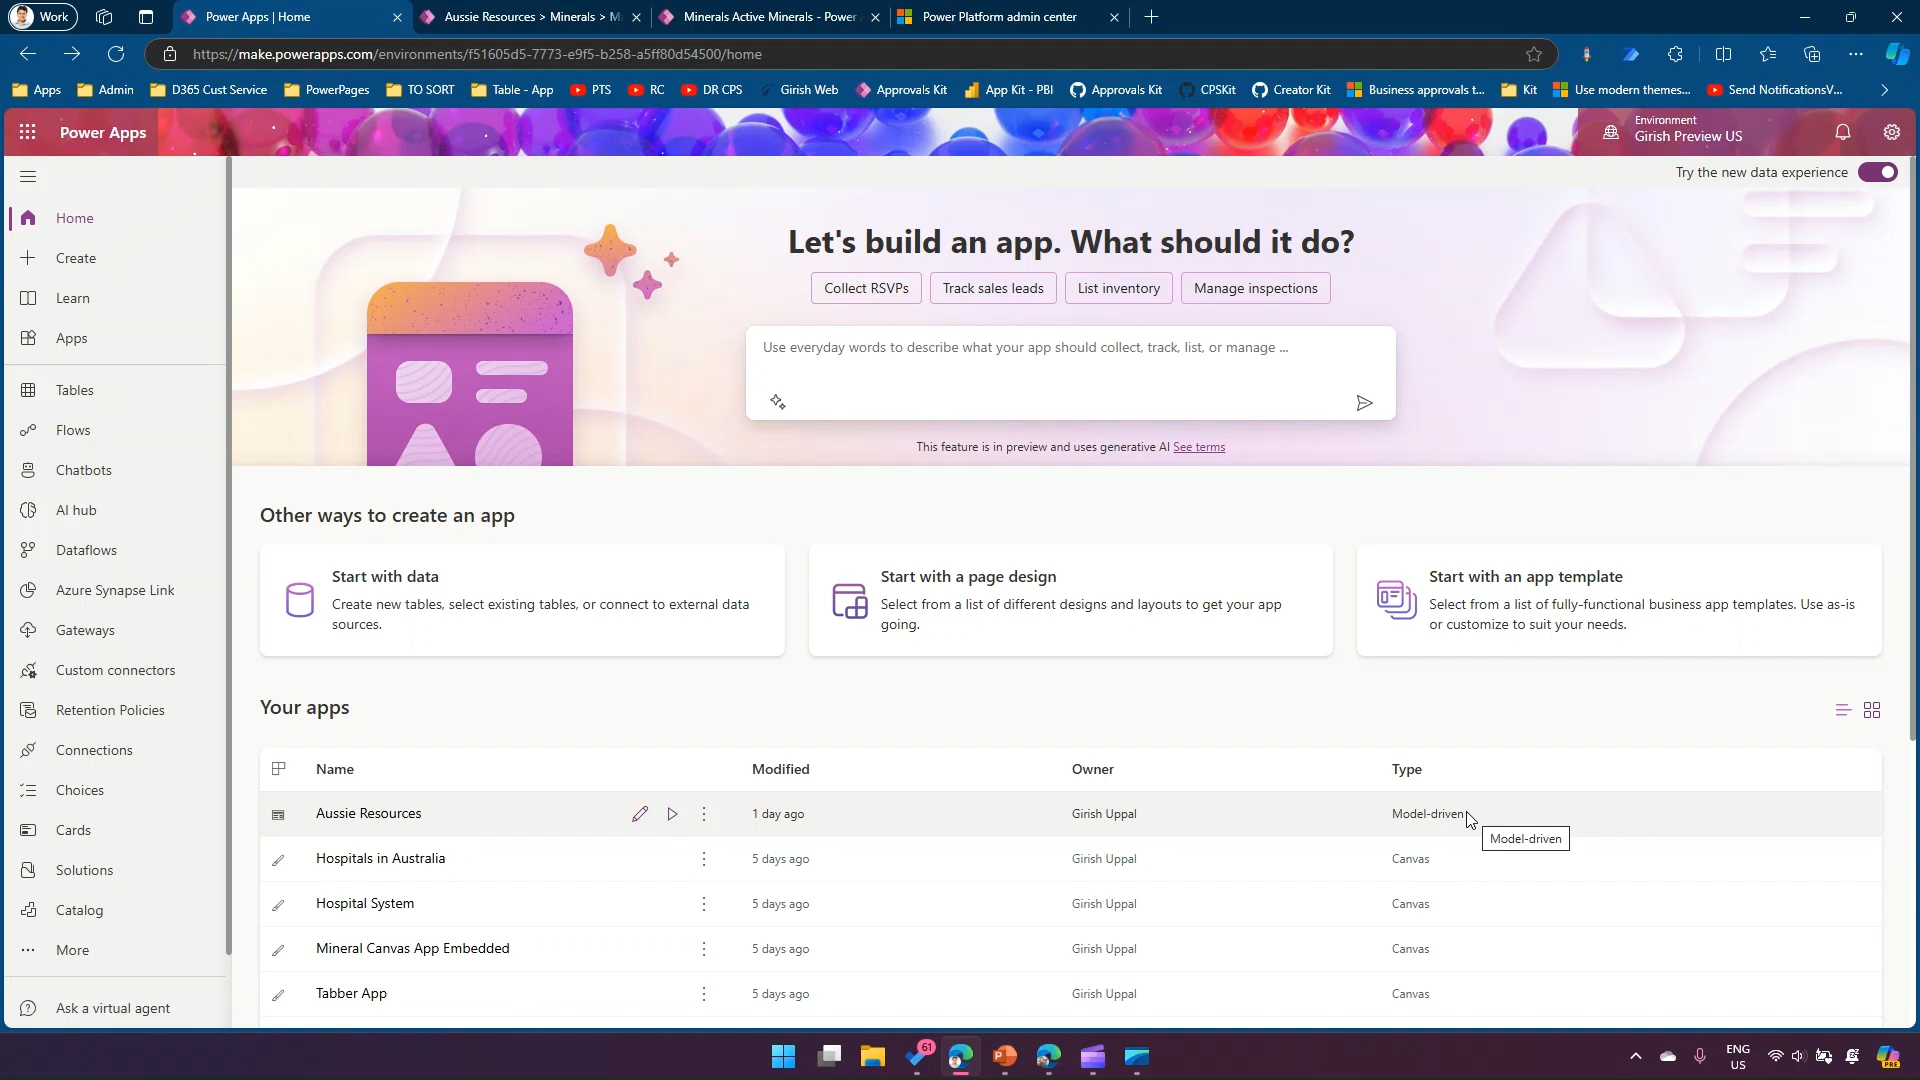 Work
Power Apps | Home
Aussie Resources > Minerals > M
Minerals Active Minerals - Power
Power Platform admin center
https://make.powerapps.com/environments/f51605d5-7773-e9f5-b258-a5ff80d54500/home
Apps
Admin
D365 Cust Service
PowerPages
TO SORT
Table - App
PTS
RC
DR CPS
Girish Web
Approvals Kit
App Kit - PBI
Approvals Kit
CPSKit
Creator Kit
Business approvals t...
Kit
Use modern themes...
Send NotificationsV...
Power Apps
Environment
Girish Preview US
Try the new data experience
Home
Create
Learn
Apps
Tables
Flows
Chatbots
AI hub
Dataflows
Azure Synapse Link
Gateways
Custom connectors
Retention Policies
Connections
Choices
Cards
Solutions
Catalog
More
Ask a virtual agent
Let's build an app. What should it do?
Collect RSVPs
Track sales leads
List inventory
Manage inspections
Use everyday words to describe what your app should collect, track, list, or manage ...
This feature is in preview and uses generative AI See terms
Other ways to create an app
Start with data
Create new tables, select existing tables, or connect to external data
sources.
Start with a page design
Select from a list of different designs and layouts to get your app
going.
Start with an app template
Select from a list of fully-functional business app templates. Use as-is
or customize to suit your needs.
Your apps
Name Modified Owner Type
Aussie Resources 1 day ago Girish Uppal Model-driven
Model-driven
Hospitals in Australia 5 days ago Girish Uppal Canvas
Hospital System 5 days ago Girish Uppal Canvas
Mineral Canvas App Embedded 5 days ago Girish Uppal Canvas
Tabber App 5 days ago Girish Uppal Canvas
61
ENG
US
PRE